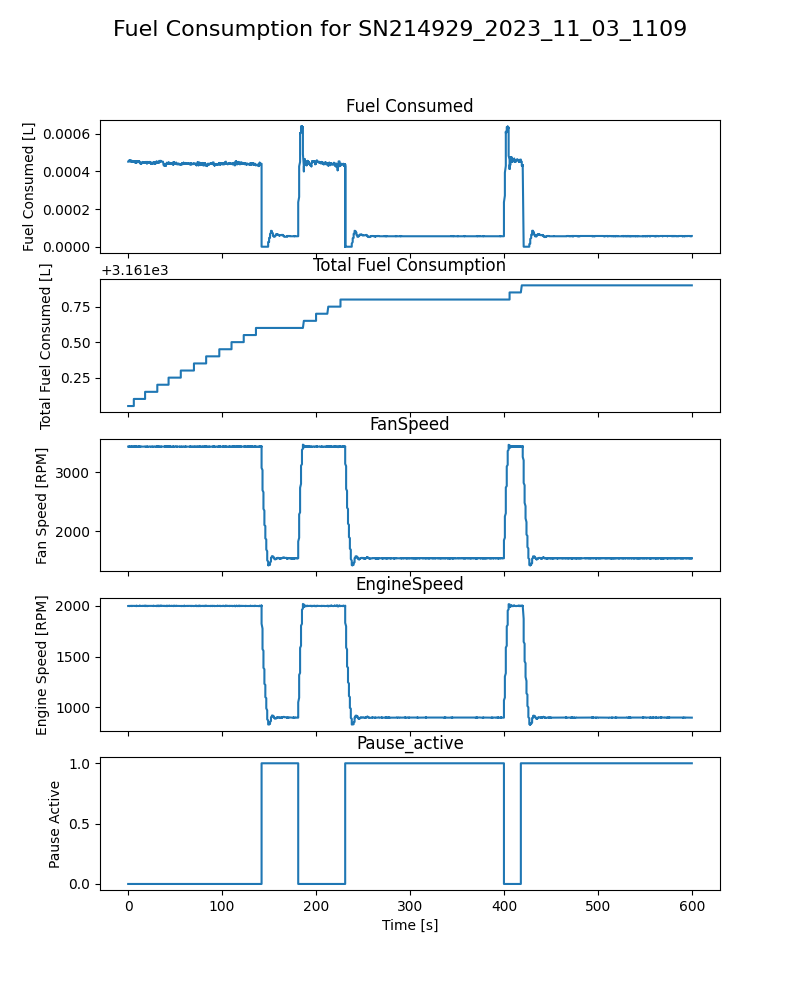 Fuel Consumption for SN214929_2023_11_03_1109
Fuel Consumed
Fuel Consumed [L]
0.0006
0.0004
0.0002
0.0000
Total Fuel Consumption
+3.161e3
Total Fuel Consumed [L]
0.75
0.50
0.25
FanSpeed
Fan Speed [RPM]
3000
2000
EngineSpeed
Engine Speed [RPM]
2000
1500
1000
Pause_active
Pause Active
1.0
0.5
0.0
0 100 200 300 400 500 600
Time [s]